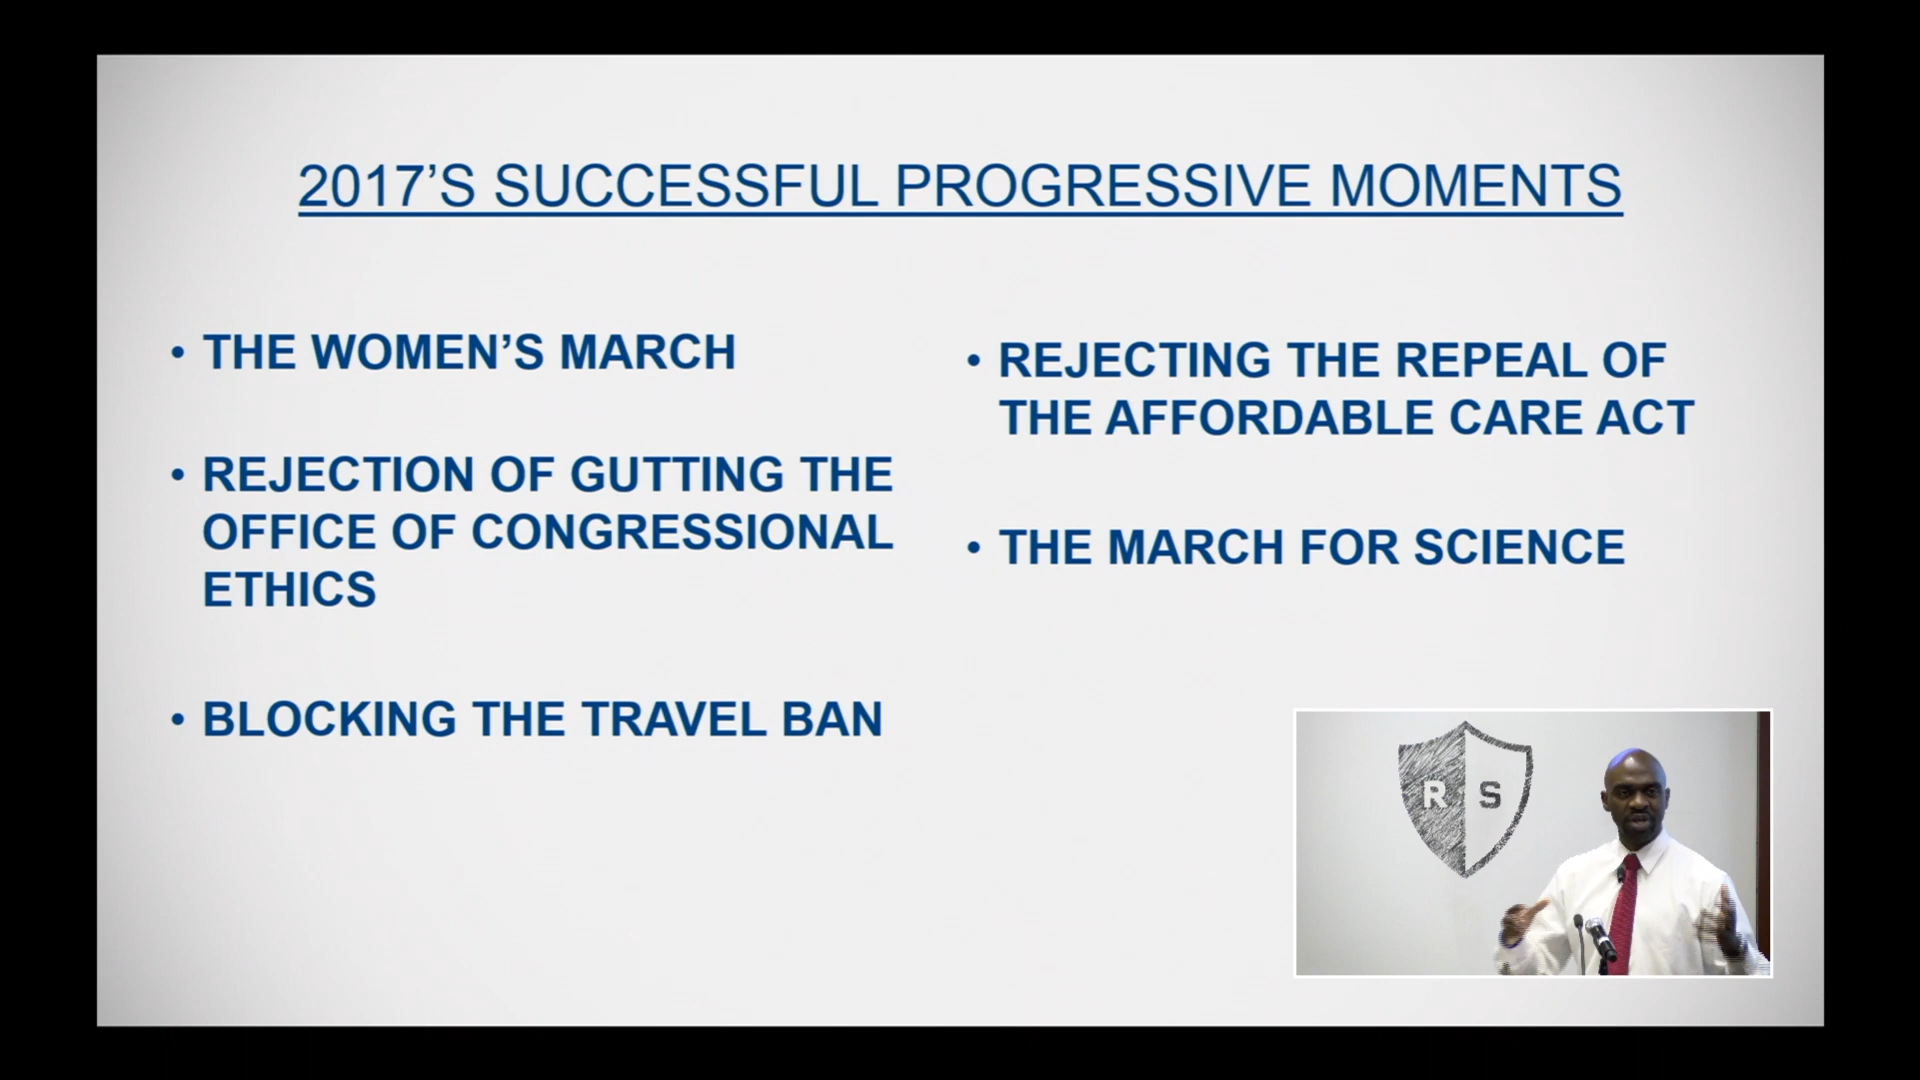 2017’S SUCCESSFUL PROGRESSIVE MOMENTS
• THE WOMEN’S MARCH
• REJECTION OF GUTTING THE
OFFICE OF CONGRESSIONAL
ETHICS
• BLOCKING THE TRAVEL BAN
• REJECTING THE REPEAL OF
THE AFFORDABLE CARE ACT
• THE MARCH FOR SCIENCE
R S